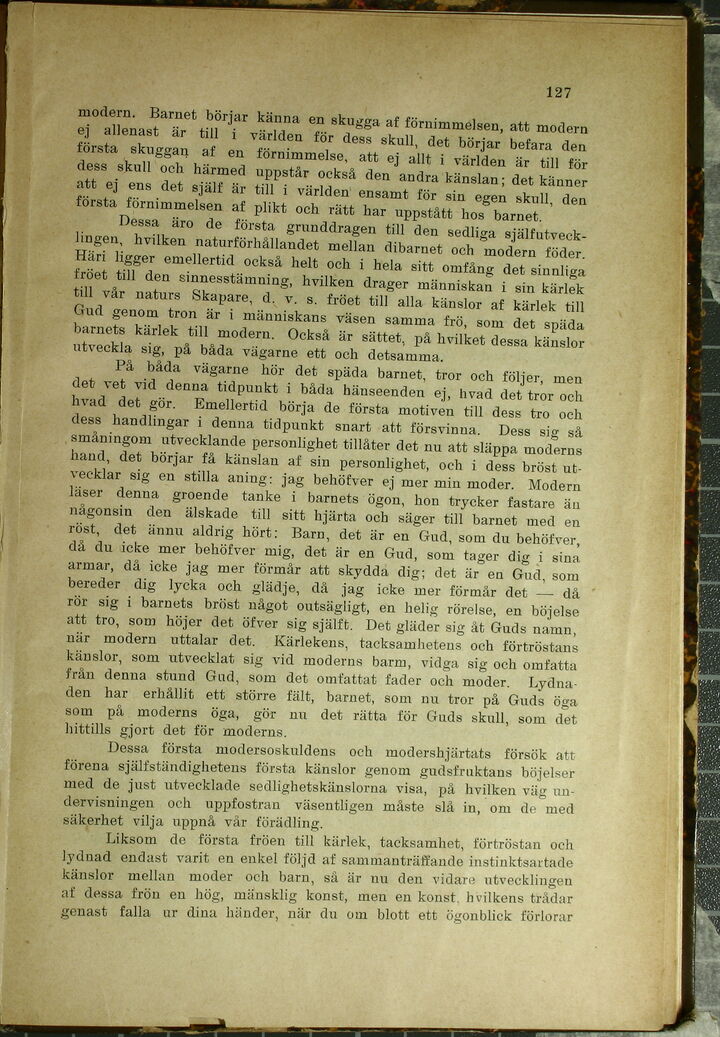 127
modern. Barnet börjar känna en skugga af förnimmelsen, att modern
ej allenast är till i världen för dess skull, det börjar befara den
första skuggan af en förnimmelse, att ej allt i världen är till för
dess skull och härmed uppstår också den andra känslan; det känner
att ej ens det själf är till i världen ensamt för sin egen skull, den
första förnimmelsen af plikt och rätt har uppstått hos barnet.
Dessa äro de första grunddragen till den sedliga själfutveck-
lingen, hvilken naturförhållandet mellan dibarnet och modern föder.
Häri ligger emellertid också helt och i hela sitt omfång det sinnliga
fröet till den sinnesstämning, hvilken drager människan i sin kärlek
till vår naturs Skapare, d. v. s. fröet till alla känslor af kärlek till
Gud genom tron är i människans väsen samma frö, som det späda
barnets kärlek till modern. Också är sättet, på hvilket dessa känslor
utveckla sig, på båda vägarne ett och detsamma.
På båda vägarne hör det späda barnet, tror och följer, men
det vet vid denna tidpunkt i båda hänseenden ej, hvad det tror och
hvad det gör. Emellertid börja de första motiven till dess tro och
dess handlingar i denna tidpunkt snart att försvinna. Dess sig så
småningom utvecklande personlighet tillåter det nu att släppa moderns
hand, det börjar få känslan af sin personlighet, och i dess bröst ut-
vecklar sig en stilla aning: jag behöfver ej mer min moder. Modern
läser denna groende tanke i barnets ögon, hon trycker fastare än
någonsin den älskade till sitt hjärta och säger till barnet med en
röst, det ännu aldrig hört: Barn, det är en Gud, som du behöfver,
då du icke mer behöfver mig, det är en Gud, som tager dig i sina
armar, då icke jag mer förmår att skydda dig; det är en Gud, som
bereder dig lycka och glädje, då jag icke mer förmår det — då
rör sig i barnets bröst något outsägligt, en helig rörelse, en böjelse
att tro, som höjer det öfver sig själft. Det gläder sig åt Guds namn,
när modern uttalar det. Kärlekens, tacksamhetens och förtröstans
känslor, som utvecklat sig vid moderns barm, vidga sig och omfatta
från denna stund Gud, som det omfattat fader och moder. Lydna-
den har erhållit ett större fält, barnet, som nu tror på Guds öga
som på moderns öga, gör nu det rätta för Guds skull, som det
hittills gjort det för moderns.
Dessa första modersoskuldens och modershjärtats försök att
förena själfständighetens första känslor genom gudsfruktans böjelser
med de just utvecklade sedlighetskänslorna visa, på hvilken väg un-
dervisningen och uppfostran väsentligen måste slå in, om de med
säkerhet vilja uppnå vår förädling.
Liksom de första fröen till kärlek, tacksamhet, förtröstan och
lydnad endast varit en enkel följd af sammanträffande instinktsartade
känslor mellan moder och barn, så är nu den vidare utvecklingen
af dessa frön en hög, mänsklig konst, men en konst, hvilkens trådar
genast falla ur dina händer, när du om blott ett ögonblick förlorar